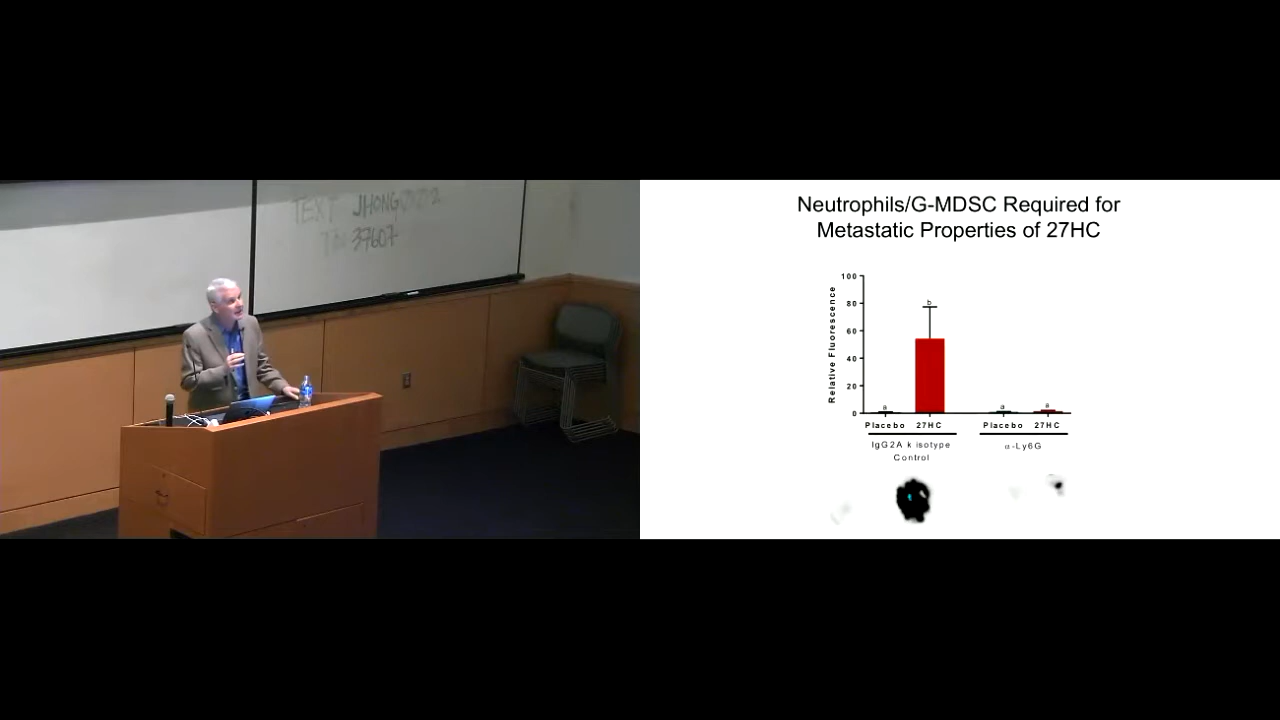 TEXT JHONG
37607
Neutrophils/G-MDSC Required for
Metastatic Properties of 27HC
Relative Fluorescence
100
80
60
40
20
0
a
b
a
a
Placebo 27HC Placebo 27HC
IgG2A k isotype
Control
α-Ly6G